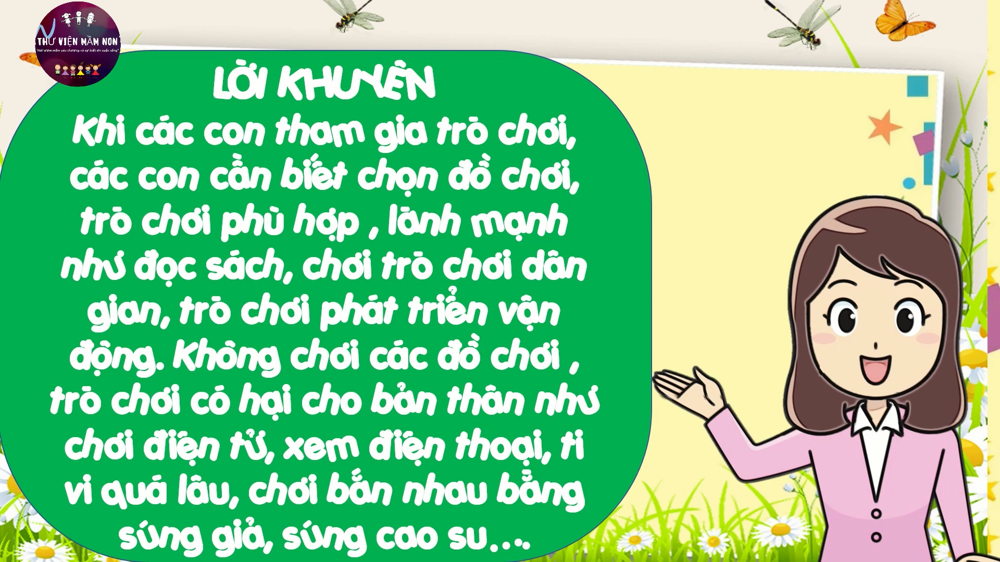 THƯ VIỆN MẦM NON
"Nơi ươm mầm yêu thương và sự biết ơn cuộc sống"
LỜI KHUYÊN
Khi các con tham gia trò chơi,
các con cần biết chọn đồ chơi,
trò chơi phù hợp , lành mạnh
như đọc sách, chơi trò chơi dân
gian, trò chơi phát triển vận
động. Không chơi các đồ chơi ,
trò chơi có hại cho bản thân như
chơi điện tử, xem điện thoại, ti
vi quá lâu, chơi bắn nhau bằng
súng giả, súng cao su….